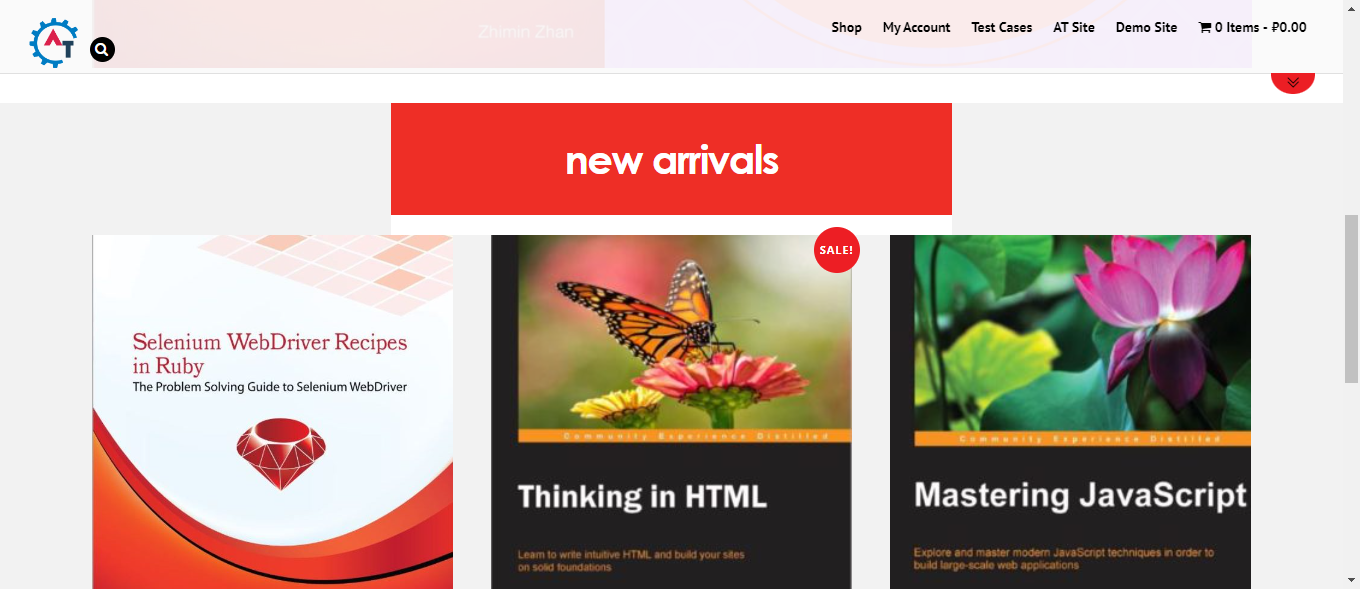 Zhimin Zhan
AT
Shop My Account Test Cases AT Site Demo Site 0 Items - ₽0.00
new arrivals
SALE!
Selenium WebDriver Recipes
in Ruby
The Problem Solving Guide to Selenium WebDriver
Community Experience Distilled
Thinking in HTML
Learn to write intuitive HTML and build your sites
on solid foundations
Community Experience Distilled
Mastering JavaScript
Explore and master modern JavaScript techniques in order to
build large-scale web applications